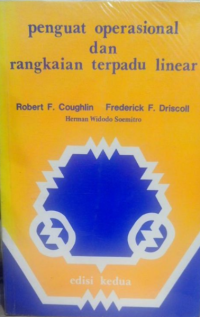 penguat operasional
dan
rangkaian terpadu linear
Robert F. Coughlin Frederick F. Driscoll
Herman Widodo Soemitro
edisi kedua